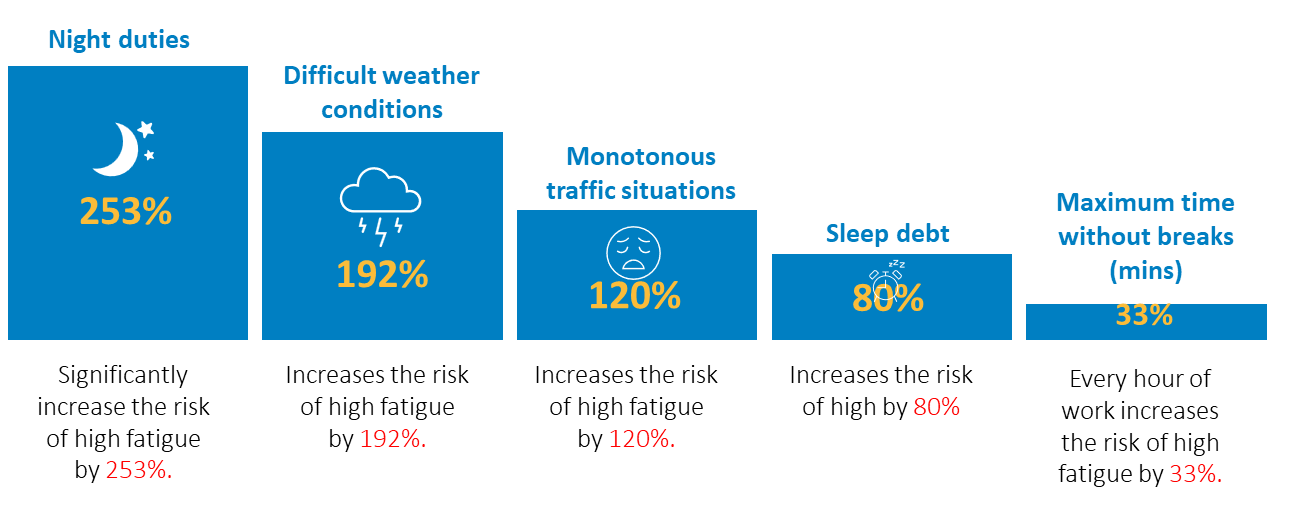 Night duties
253%
Significantly
increase the risk
of high fatigue
by 253%.
Difficult weather
conditions
192%
Increases the risk
of high fatigue
by 192%.
Monotonous
traffic situations
120%
Increases the risk
of high fatigue
by 120%.
Sleep debt
zzZ
80%
Increases the risk
of high by 80%
Maximum time
without breaks
(mins)
33%
Every hour of
work increases
the risk of high
fatigue by 33%.